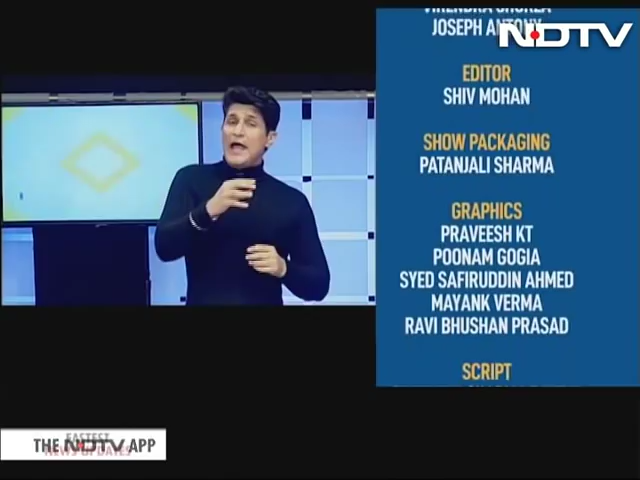 JOSEPH ANTONY
NDTV
EDITOR
SHIV MOHAN
SHOW PACKAGING
PATANJALI SHARMA
GRAPHICS
PRAVEESH KT
POONAM GOGIA
SYED SAFIRUDDIN AHMED
MAYANK VERMA
RAVI BHUSHAN PRASAD
SCRIPT
THE NDTV APP